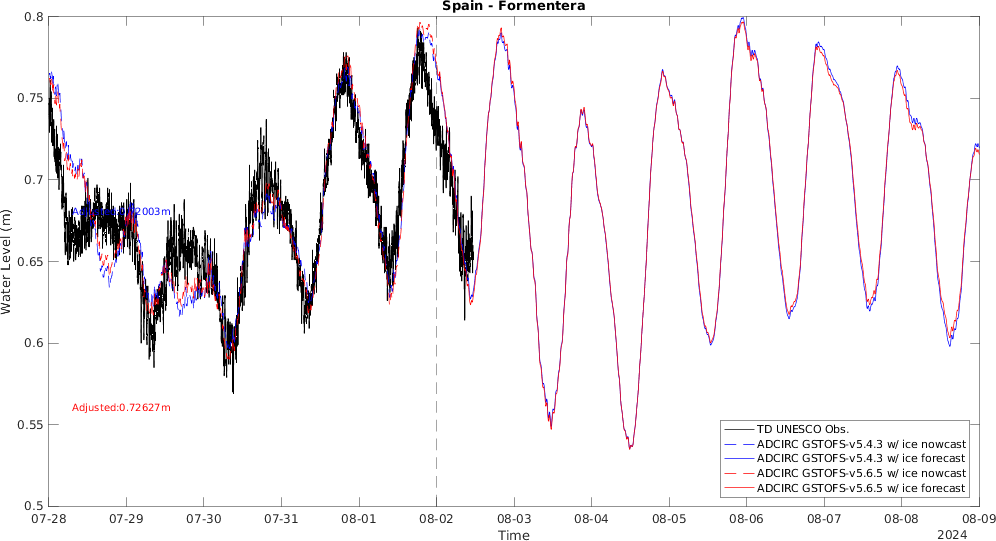 Spain - Formentera
0.8
0.75
0.7
0.65
0.6
0.55
0.5
Water Level (m)
Adjusted:0.72627m
TD UNESCO Obs.
ADCIRC GSTOFS-v5.4.3 w/ ice nowcast
ADCIRC GSTOFS-v5.4.3 w/ ice forecast
ADCIRC GSTOFS-v5.6.5 w/ ice nowcast
ADCIRC GSTOFS-v5.6.5 w/ ice forecast
07-28 07-29 07-30 07-31 08-01 08-02 08-03 08-04 08-05 08-06 08-07 08-08 08-09
Time
2024